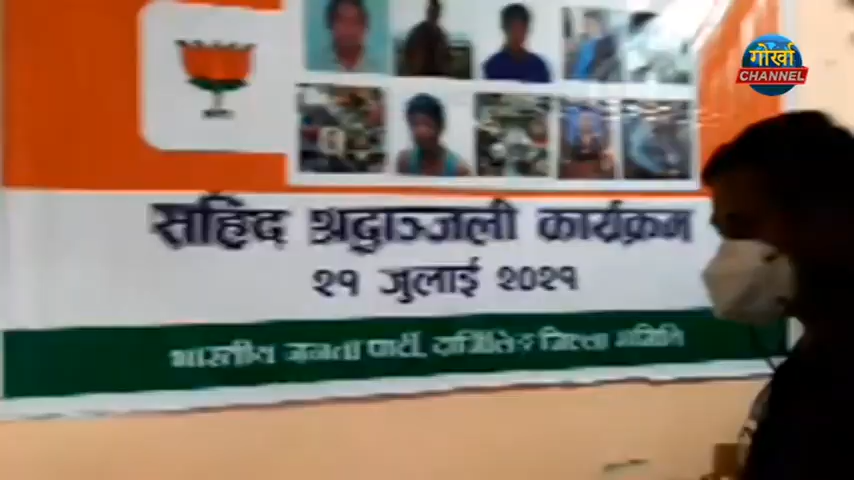 गोर्खा
CHANNEL
सहिद श्रद्धाञ्जली कार्यक्रम
२१ जुलाई २०२१
भारतीय जनता पार्टी, दार्जिलिङ जिल्ला समिति